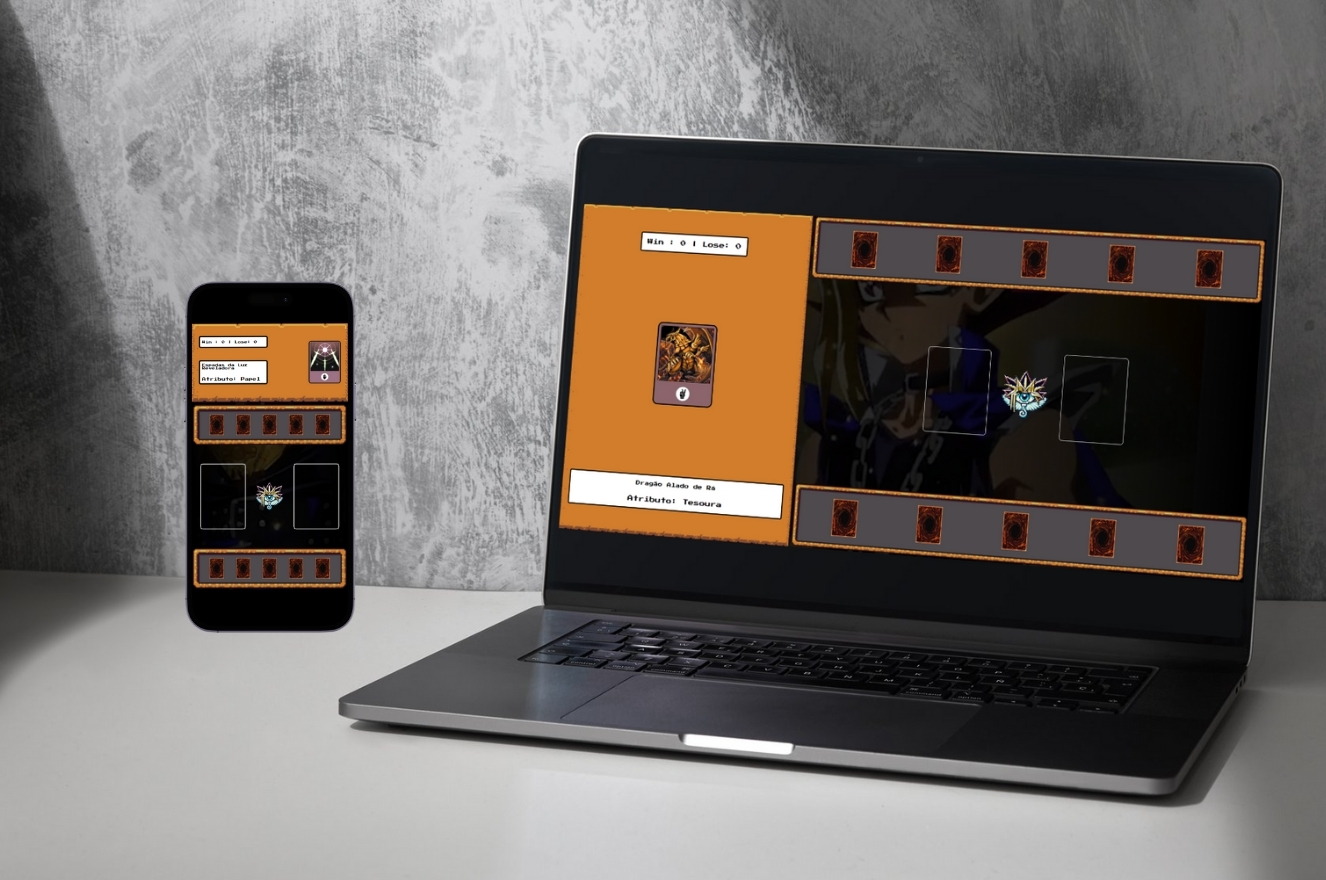 Win : 0 | Lose: 0
Espadas da Luz
Reveladora
Atributo: Papel
Win : 0 | Lose: 0
Dragão Alado de Rá
Atributo: Tesoura